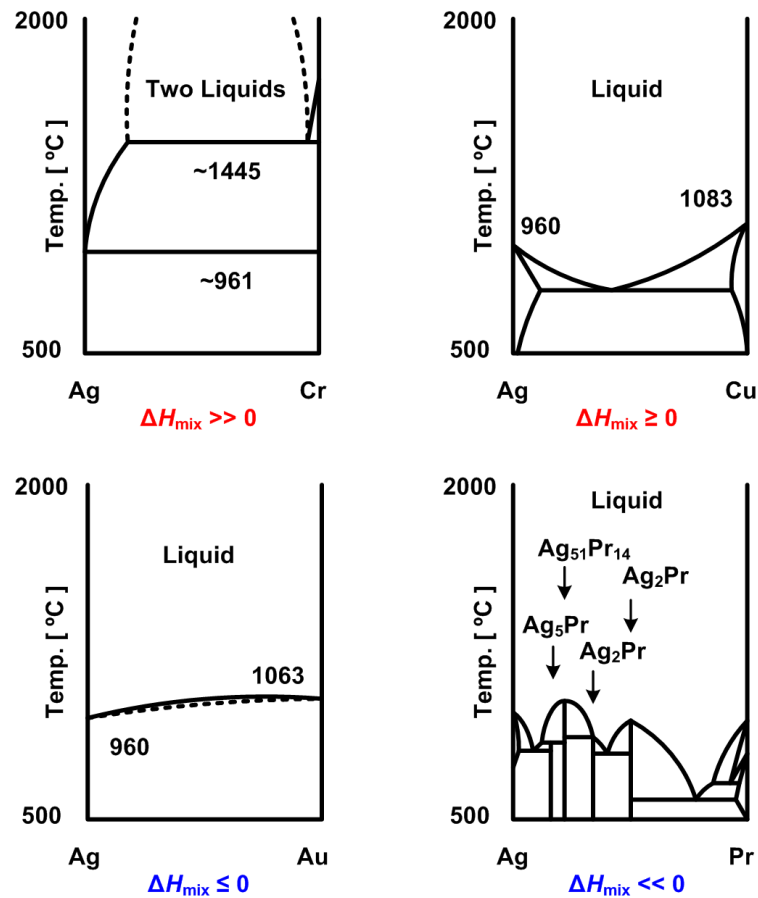 2000
Two Liquids
~1445
~961
Temp. [ ºC ]
500
Ag Cr
ΔHmix >> 0
2000
Liquid
1083
960
Temp. [ ºC ]
500
Ag Cu
ΔHmix ≥ 0
2000
Liquid
1063
960
Temp. [ ºC ]
500
Ag Au
ΔHmix ≤ 0
2000
Liquid
Ag51Pr14
Ag2Pr
Ag5Pr
Ag2Pr
Temp. [ ºC ]
500
Ag Pr
ΔHmix << 0